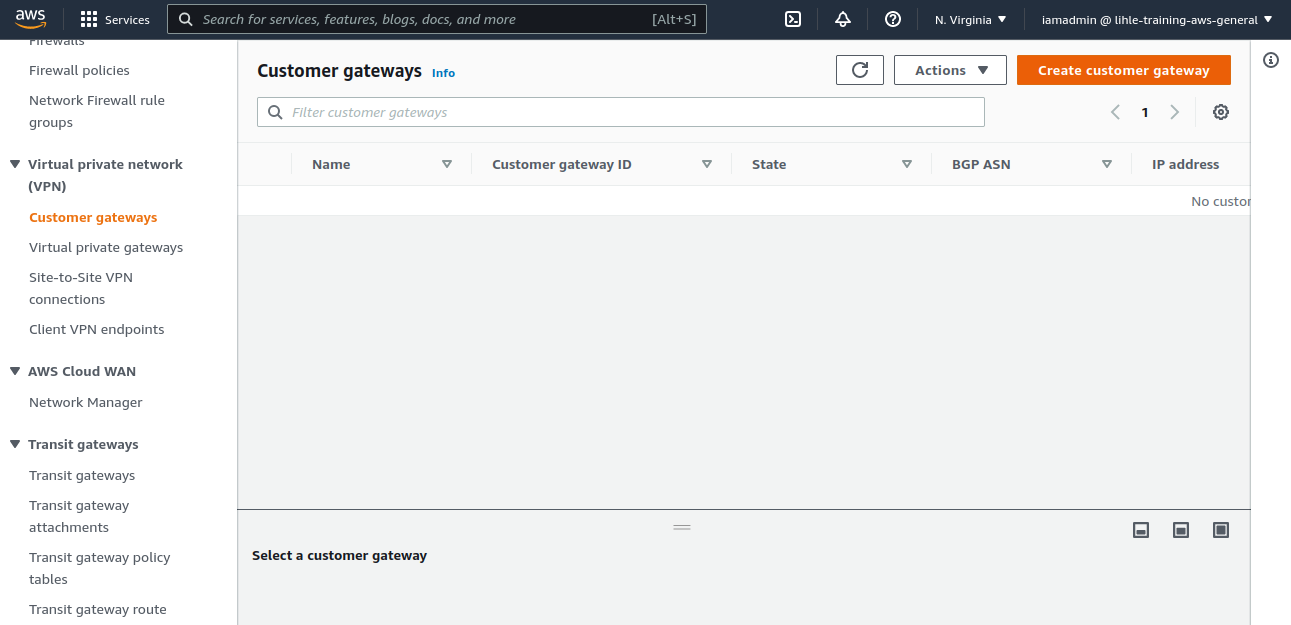 aws
Services
Search for services, features, blogs, docs, and more
[Alt+S]
N. Virginia
iamadmin @ lihle-training-aws-general
Firewalls
Firewall policies
Network Firewall rule
groups
Virtual private network
(VPN)
Customer gateways
Virtual private gateways
Site-to-Site VPN
connections
Client VPN endpoints
AWS Cloud WAN
Network Manager
Transit gateways
Transit gateways
Transit gateway
attachments
Transit gateway policy
tables
Transit gateway route
Customer gateways Info
Actions
Create customer gateway
Filter customer gateways
1
Name
Customer gateway ID
State
BGP ASN
IP address
No custor
Select a customer gateway